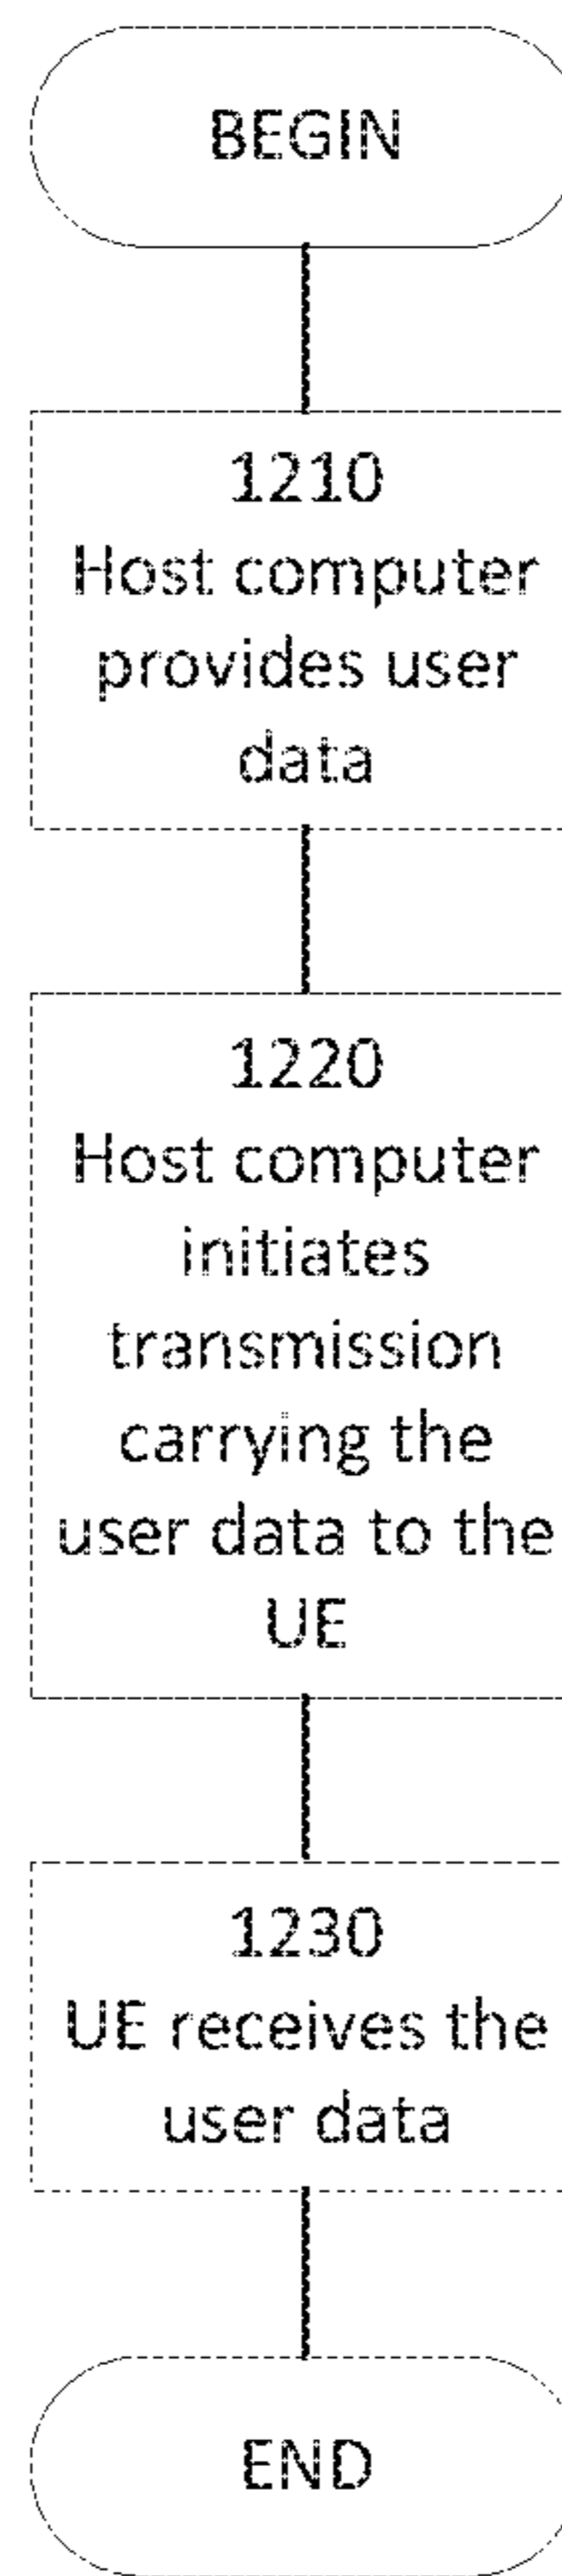 BEGIN
1210
Host computer
provides user
data
1220
Host computer
initiates
transmission
carrying the
user data to the
UE
1230
UE receives the
user data
END